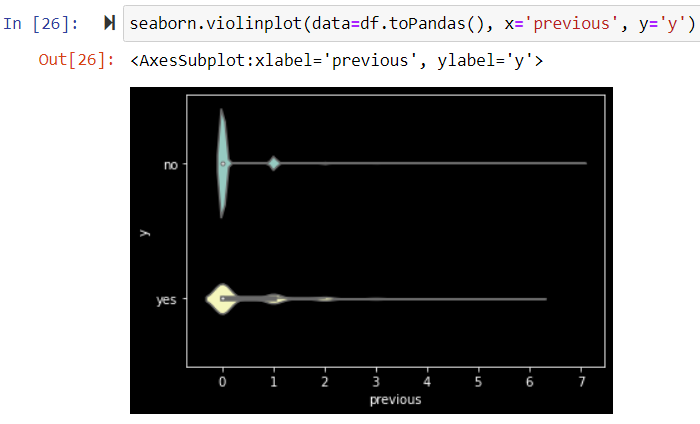 In [26]: seaborn.violinplot(data=df.toPandas(), x='previous', y='y')
Out[26]: <AxesSubplot:xlabel='previous', ylabel='y'>
no
y
yes
0 1 2 3 4 5 6 7
previous